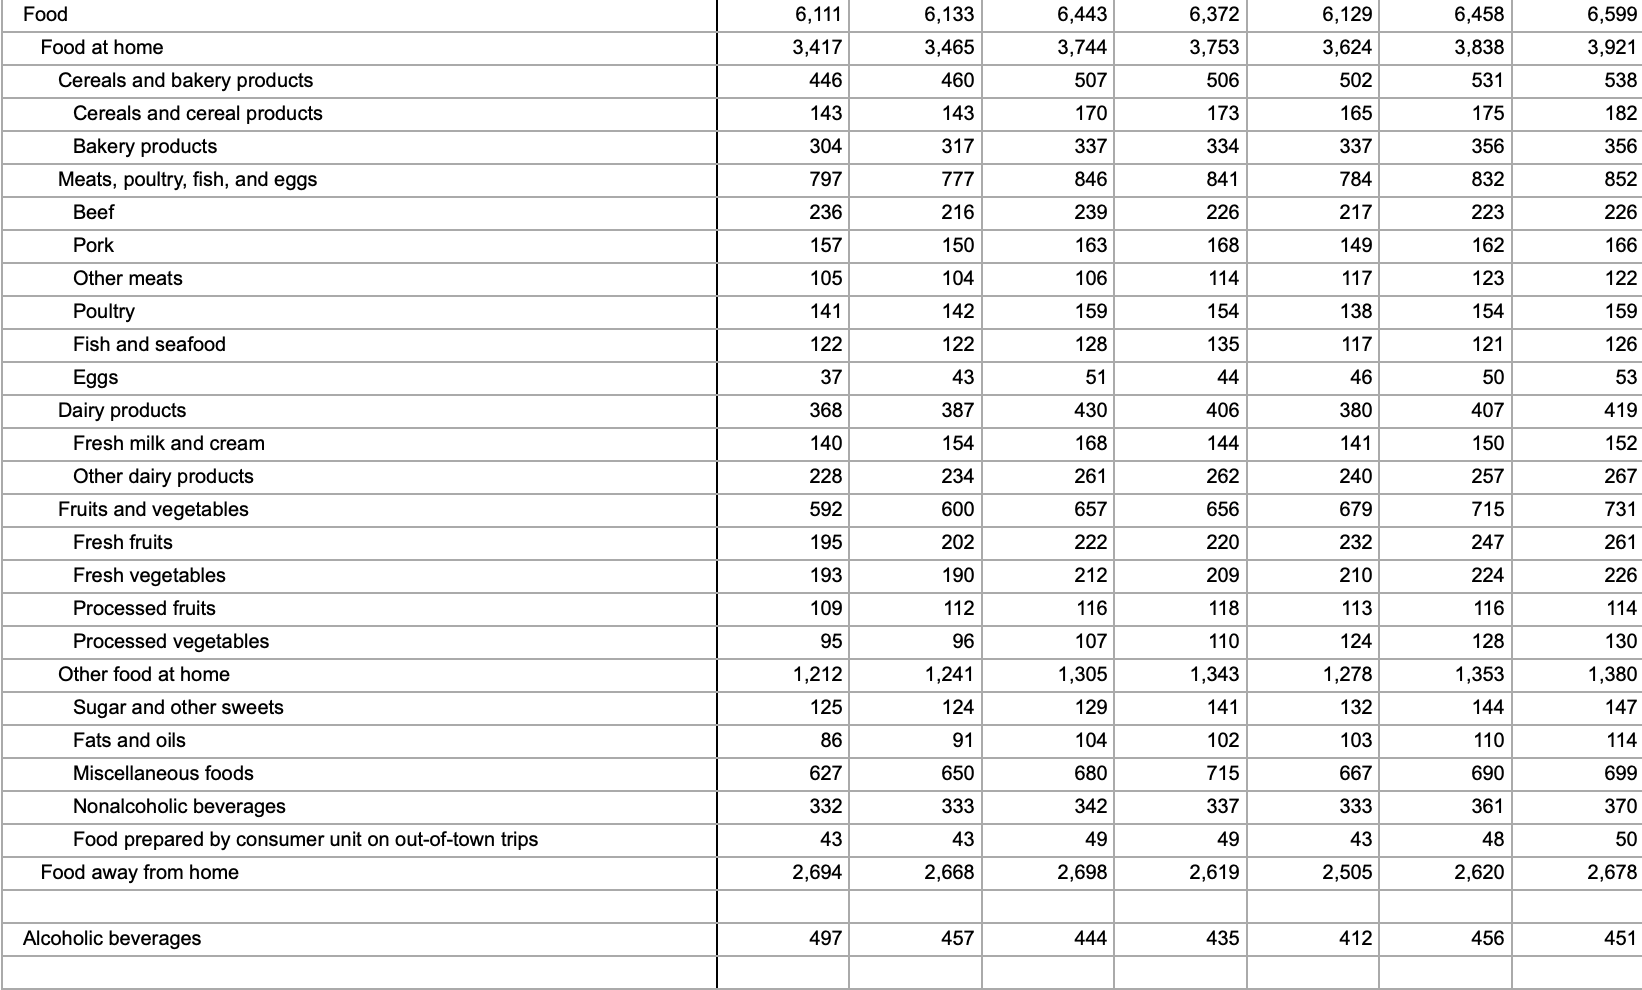 Food 6,111 6,133 6,443 6,372 6,129 6,458 6,599
Food at home 3,417 3,465 3,744 3,753 3,624 3,838 3,921
Cereals and bakery products 446 460 507 506 502 531 538
Cereals and cereal products 143 143 170 173 165 175 182
Bakery products 304 317 337 334 337 356 356
Meats, poultry, fish, and eggs 797 777 846 841 784 832 852
Beef 236 216 239 226 217 223 226
Pork 157 150 163 168 149 162 166
Other meats 105 104 106 114 117 123 122
Poultry 141 142 159 154 138 154 159
Fish and seafood 122 122 128 135 117 121 126
Eggs 37 43 51 44 46 50 53
Dairy products 368 387 430 406 380 407 419
Fresh milk and cream 140 154 168 144 141 150 152
Other dairy products 228 234 261 262 240 257 267
Fruits and vegetables 592 600 657 656 679 715 731
Fresh fruits 195 202 222 220 232 247 261
Fresh vegetables 193 190 212 209 210 224 226
Processed fruits 109 112 116 118 113 116 114
Processed vegetables 95 96 107 110 124 128 130
Other food at home 1,212 1,241 1,305 1,343 1,278 1,353 1,380
Sugar and other sweets 125 124 129 141 132 144 147
Fats and oils 86 91 104 102 103 110 114
Miscellaneous foods 627 650 680 715 667 690 699
Nonalcoholic beverages 332 333 342 337 333 361 370
Food prepared by consumer unit on out-of-town trips 43 43 49 49 43 48 50
Food away from home 2,694 2,668 2,698 2,619 2,505 2,620 2,678
Alcoholic beverages 497 457 444 435 412 456 451